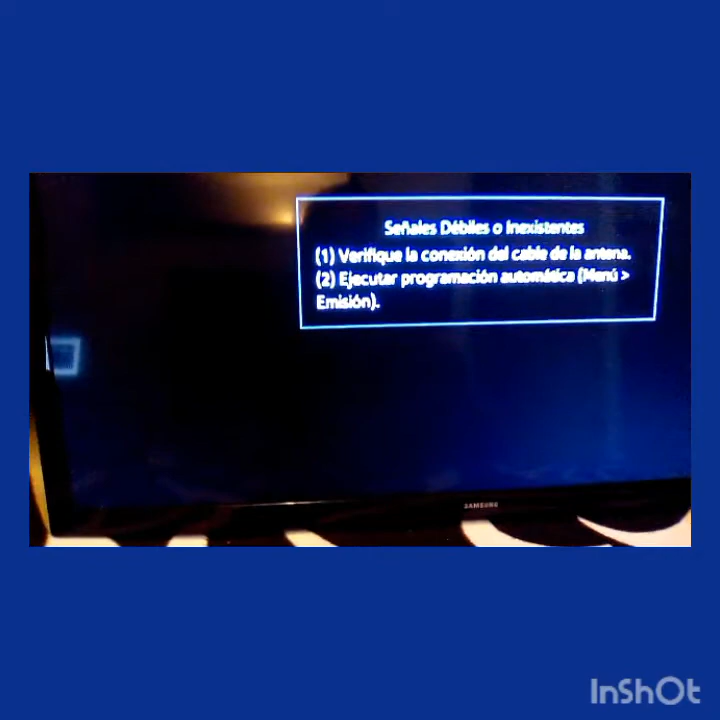 Señales Débiles o Inexistentes
(1) Verifique la conexión del cable de la antena.
(2) Ejecutar programación automática (Menú >
Emisión).
SAMSUNG
InShOt